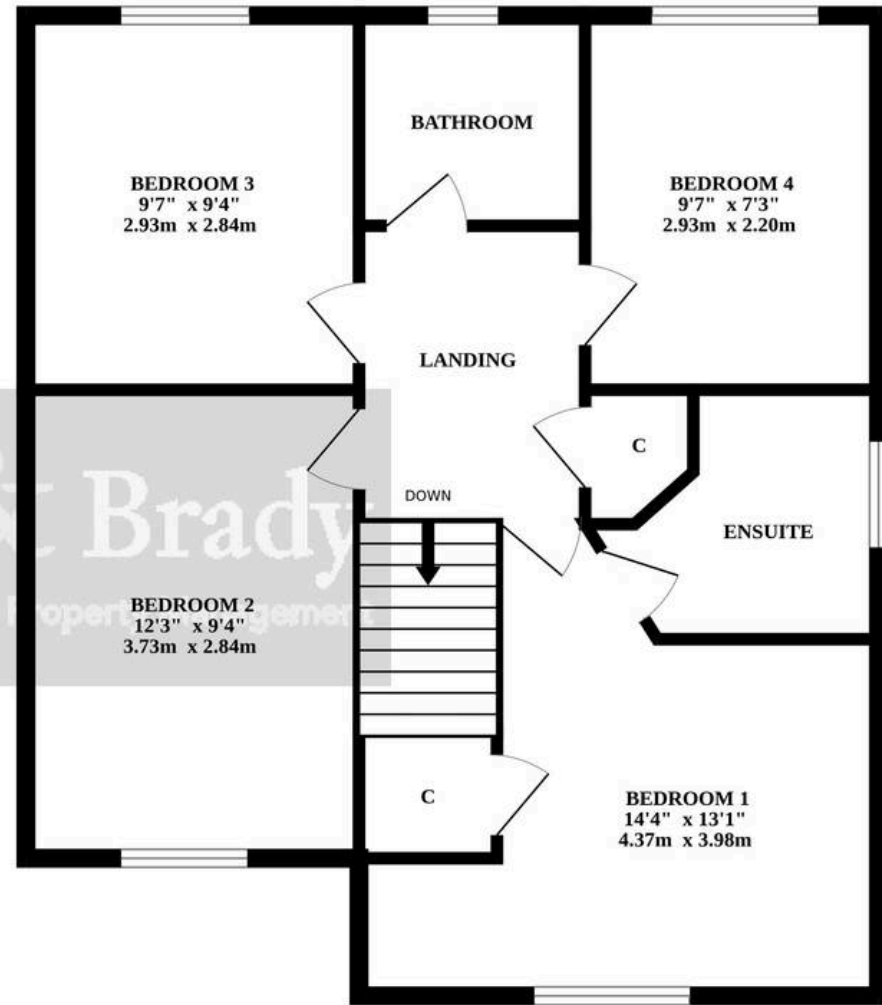 BATHROOM
BEDROOM 3
9'7" x 9'4"
2.93m x 2.84m
BEDROOM 4
9'7" x 7'3"
2.93m x 2.20m
LANDING
C
DOWN
& Brady
Property Management
ENSUITE
BEDROOM 2
12'3" x 9'4"
3.73m x 2.84m
C
BEDROOM 1
14'4" x 13'1"
4.37m x 3.98m